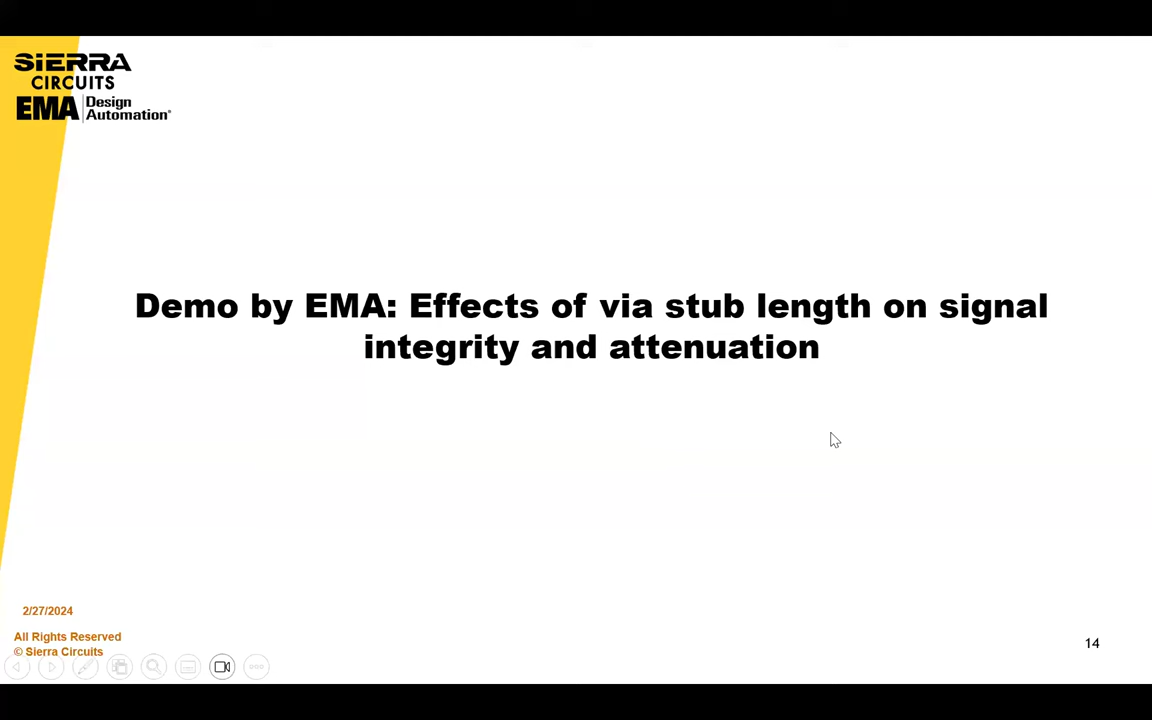 SIERRA
CIRCUITS
EMA Design
Automation®
Demo by EMA: Effects of via stub length on signal
integrity and attenuation
2/27/2024
All Rights Reserved
© Sierra Circuits
14